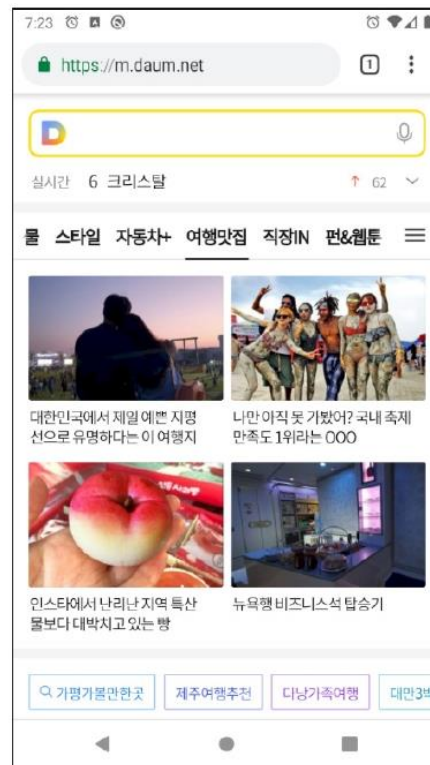 7:23
https://m.daum.net
1
D
실시간 6 크리스탈 ↑ 62
물 스타일 자동차+ 여행맛집 직장IN 펀&웹툰
대한민국에서 제일 예쁜 지평
선으로 유명하다는 이 여행지
나만 아직 못 가봤어? 국내 축제
만족도 1위라는 OOO
인스타에서 난리난 지역 특산
물보다 대박치고 있는 빵
뉴욕행 비즈니스석 탑승기
가평가볼만한곳 제주여행추천 다낭가족여행 대만3박